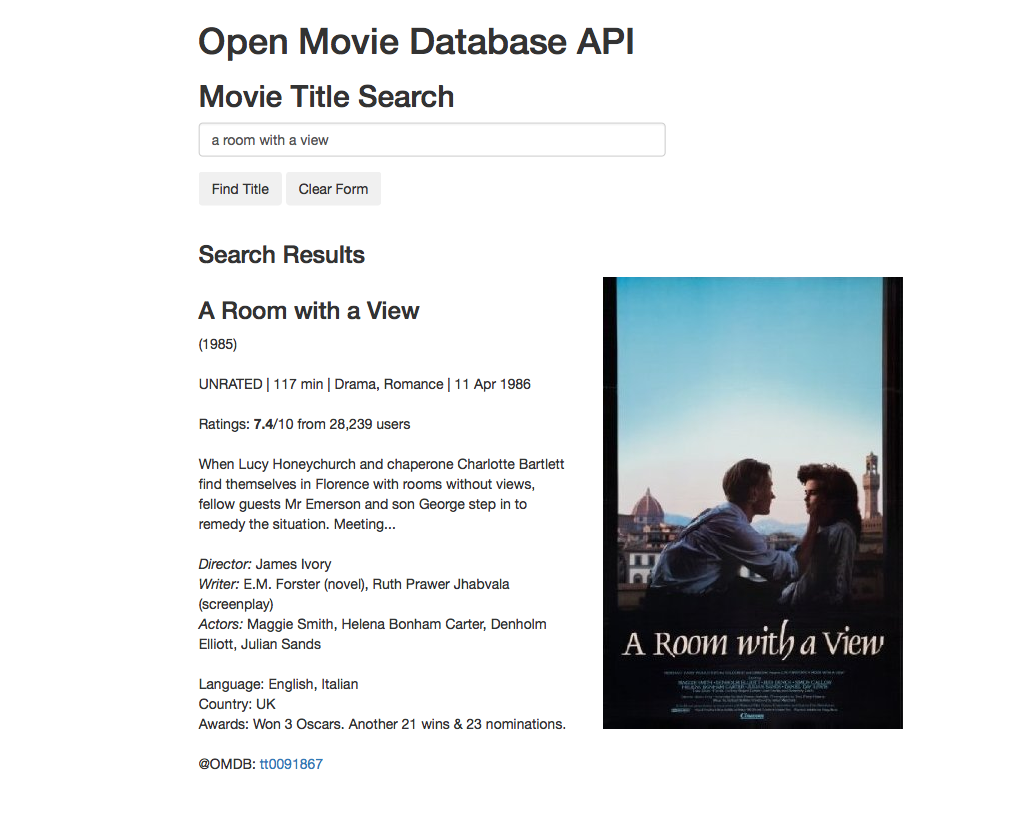 Open Movie Database API
Movie Title Search
a room with a view
Find Title Clear Form
Search Results
A Room with a View
(1985)
UNRATED | 117 min | Drama, Romance | 11 Apr 1986
Ratings: 7.4/10 from 28,239 users
When Lucy Honeychurch and chaperone Charlotte Bartlett
find themselves in Florence with rooms without views,
fellow guests Mr Emerson and son George step in to
remedy the situation. Meeting...
Director: James Ivory
Writer: E.M. Forster (novel), Ruth Prawer Jhabvala
(screenplay)
Actors: Maggie Smith, Helena Bonham Carter, Denholm
Elliott, Julian Sands
Language: English, Italian
Country: UK
Awards: Won 3 Oscars. Another 21 wins & 23 nominations.
@OMDB: tt0091867
A Room with a View